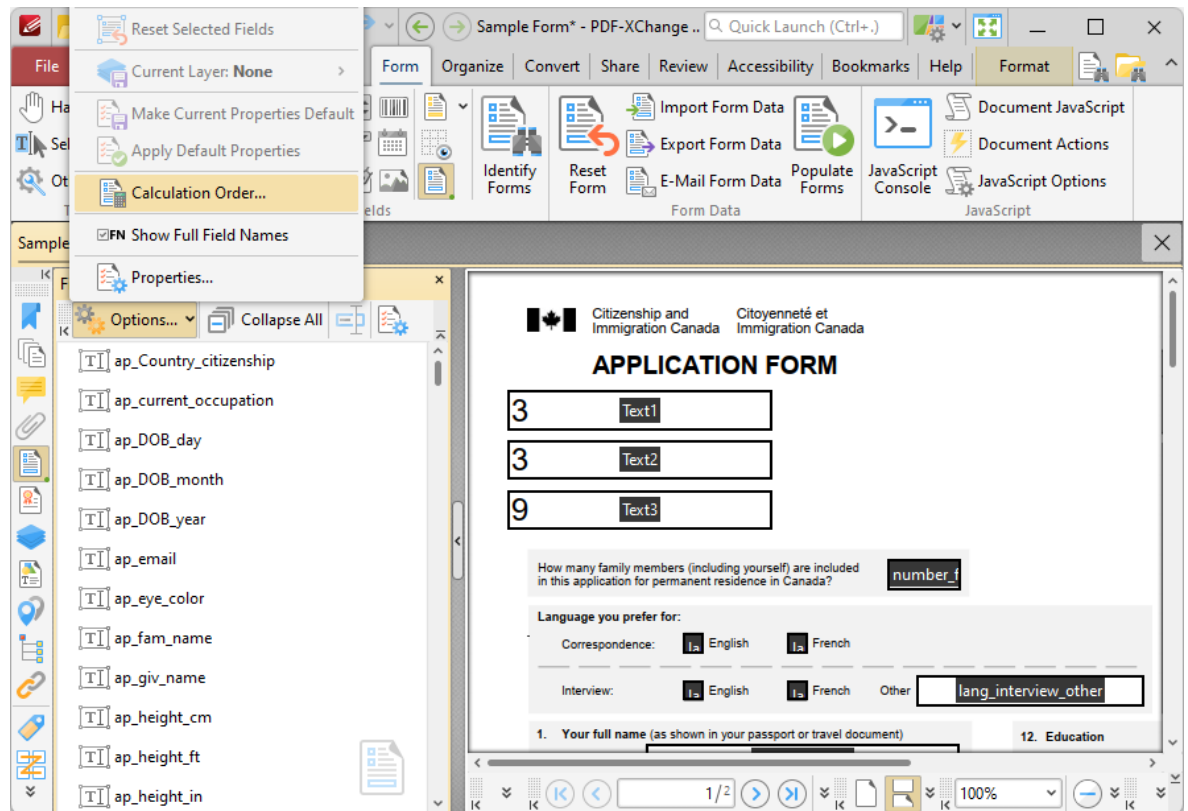 Reset Selected Fields
Current Layer: None
Make Current Properties Default
Apply Default Properties
Calculation Order...
FN Show Full Field Names
Properties...
Sample Form* - PDF-XChange ..
Quick Launch (Ctrl+.)
File
Form
Organize
Convert
Share
Review
Accessibility
Bookmarks
Help
Format
Identify Forms
Reset Form
Import Form Data
Export Form Data
E-Mail Form Data
Populate Forms
Form Data
JavaScript Console
Document JavaScript
Document Actions
JavaScript Options
JavaScript
Options...
Collapse All
ap_Country_citizenship
ap_current_occupation
ap_DOB_day
ap_DOB_month
ap_DOB_year
ap_email
ap_eye_color
ap_fam_name
ap_giv_name
ap_height_cm
ap_height_ft
ap_height_in
Citizenship and Citoyenneté et
Immigration Canada Immigration Canada
APPLICATION FORM
3 Text1
3 Text2
9 Text3
How many family members (including yourself) are included
in this application for permanent residence in Canada?
number_f
Language you prefer for:
Correspondence: English French
Interview: English French Other lang_interview_other
1. Your full name (as shown in your passport or travel document)
12. Education
1/2
100%